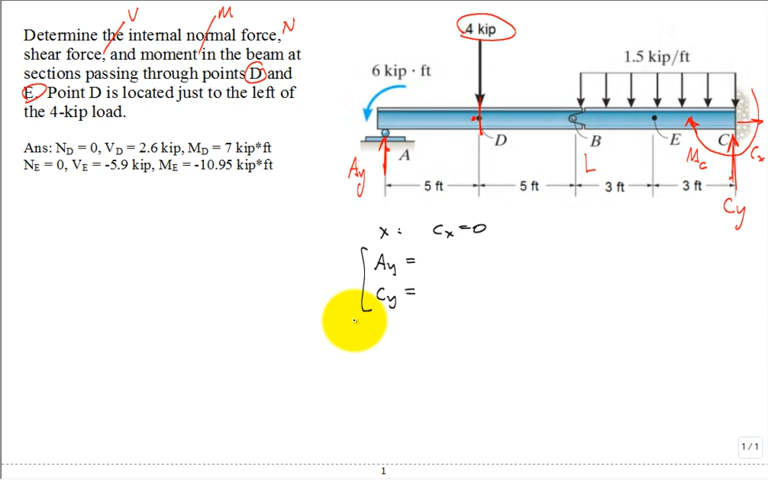 V M N
Determine the internal normal force,
shear force, and moment in the beam at
sections passing through points D and
E. Point D is located just to the left of
the 4-kip load.
Ans: ND = 0, VD = 2.6 kip, MD = 7 kip*ft
NE = 0, VE = -5.9 kip, ME = -10.95 kip*ft
4 kip
6 kip · ft
1.5 kip/ft
A
D
B
E
C
Ay
L
Mc
Cx
5 ft
5 ft
3 ft
3 ft
Cy
x: Cx=0
Ay =
Cy =
1/1
1